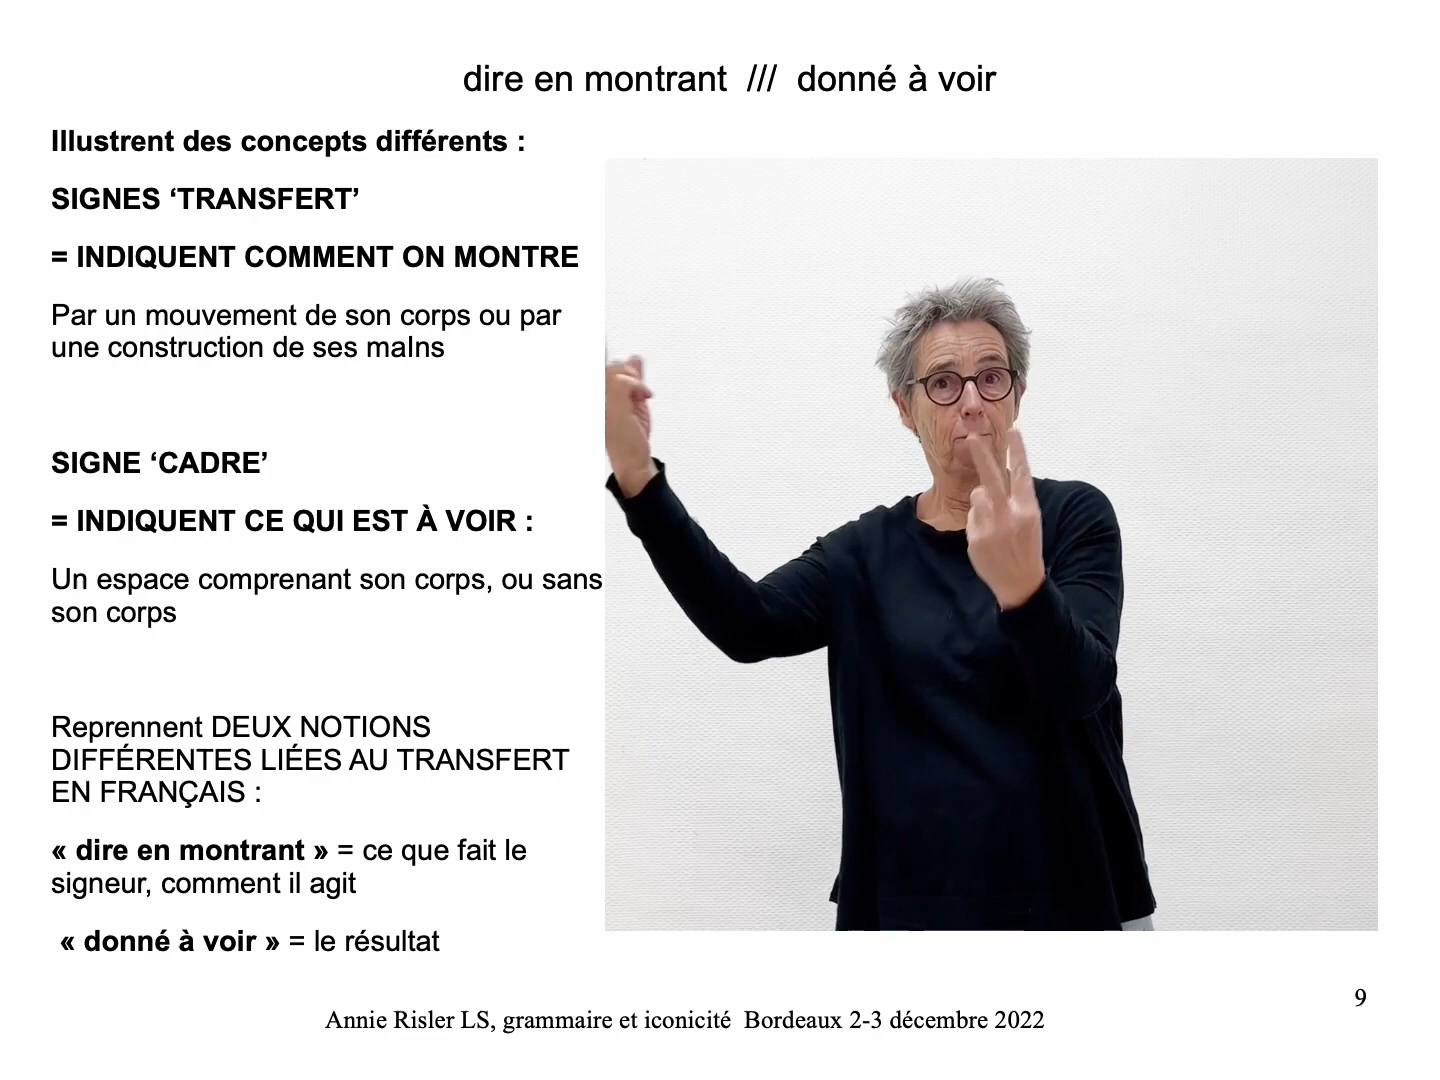 dire en montrant /// donné à voir
Illustrent des concepts différents :
SIGNES ‘TRANSFERT’
= INDIQUENT COMMENT ON MONTRE
Par un mouvement de son corps ou par
une construction de ses maIns
SIGNE ‘CADRE’
= INDIQUENT CE QUI EST À VOIR :
Un espace comprenant son corps, ou sans
son corps
Reprennent DEUX NOTIONS
DIFFÉRENTES LIÉES AU TRANSFERT
EN FRANÇAIS :
« dire en montrant » = ce que fait le
signeur, comment il agit
« donné à voir » = le résultat
9
Annie Risler LS, grammaire et iconicité Bordeaux 2-3 décembre 2022